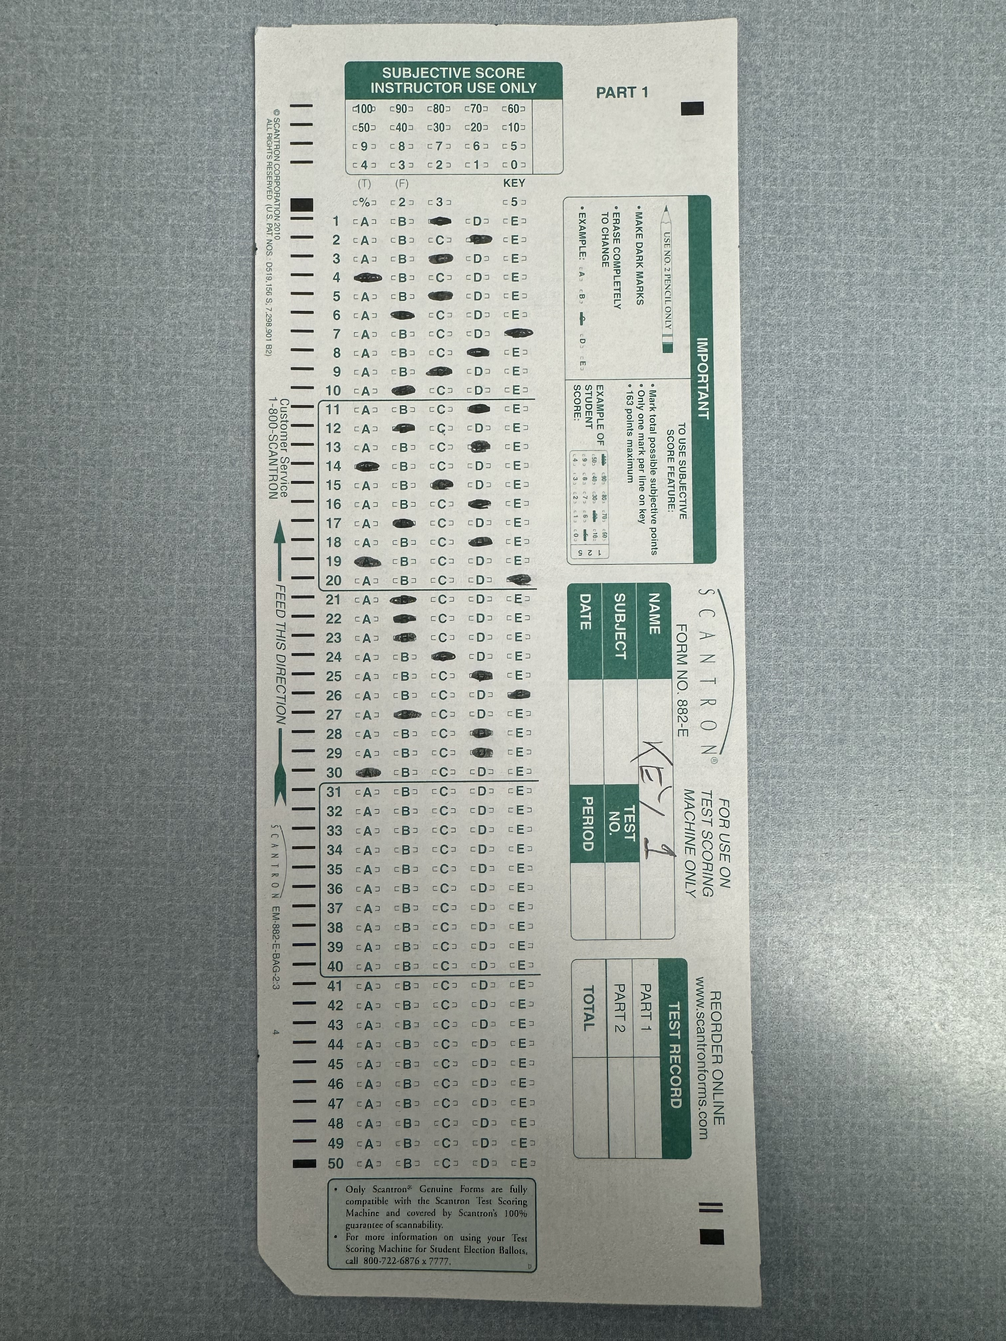 SUBJECTIVE SCORE
INSTRUCTOR USE ONLY
100 90 80 70 60
50 40 30 20 10
9 8 7 6 5
4 3 2 1 0
(T) (F) KEY
% 2 3 5
1 A B D E
2 A B C E
3 A B D E
4 B C D E
5 A B D E
6 A C D E
7 A B C D
8 A B C E
9 A B D E
10 A C D E
11 A B C E
12 A C D E
13 A B C E
14 B C D E
15 A B D E
16 A B C E
17 A C D E
18 A B C E
19 B C D E
20 A B C D
21 A C D E
22 A C D E
23 A C D E
24 A B D E
25 A B C E
26 A B C D
27 A C D E
28 A B C E
29 A B C E
30 B C D E
31 A B C D E
32 A B C D E
33 A B C D E
34 A B C D E
35 A B C D E
36 A B C D E
37 A B C D E
38 A B C D E
39 A B C D E
40 A B C D E
41 A B C D E
42 A B C D E
43 A B C D E
44 A B C D E
45 A B C D E
46 A B C D E
47 A B C D E
48 A B C D E
49 A B C D E
50 A B C D E
• Only Scantron® Genuine Forms are fully
compatible with the Scantron Test Scoring
Machine and covered by Scantron's 100%
guarantee of scannability.
• For more information on using your Test
Scoring Machine for Student Election Ballots,
call 800-722-6876 x 7777.
PART 1
IMPORTANT
USE NO. 2 PENCIL ONLY
• MAKE DARK MARKS
• ERASE COMPLETELY
TO CHANGE
• EXAMPLE: A B D E
TO USE SUBJECTIVE
SCORE FEATURE:
• Mark total possible subjective points
• Only one mark per line on key
• 163 points maximum
EXAMPLE OF
STUDENT
SCORE:
SCANTRON®
FORM NO. 882-E
FOR USE ON
TEST SCORING
MACHINE ONLY
NAME KEY 1
SUBJECT
TEST
NO.
DATE
PERIOD
REORDER ONLINE
www.scantronforms.com
TEST RECORD
PART 1
PART 2
TOTAL
© SCANTRON CORPORATION 2010
ALL RIGHTS RESERVED (U.S. PAT. NOS.: D519,156 S; 7,298,901 B2)
Customer Service
1-800-SCANTRON
FEED THIS DIRECTION
SCANTRON EM-882-E-BAG-2:3
4